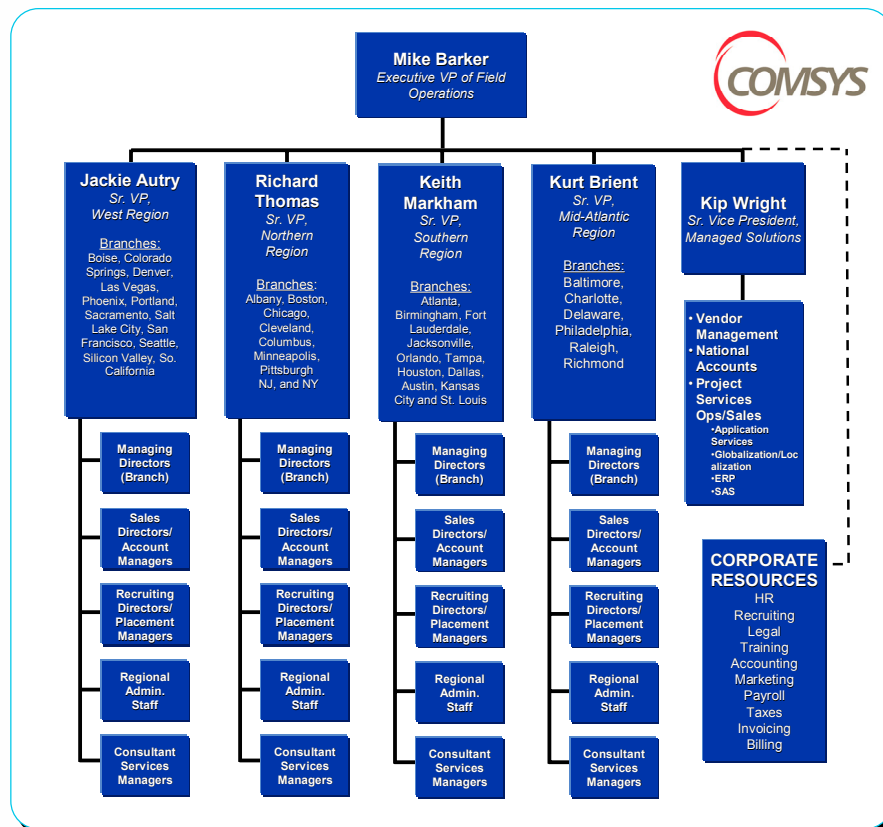 Mike Barker
Executive VP of Field
Operations
COMSYS
Jackie Autry
Sr. VP,
West Region
Branches:
Boise, Colorado
Springs, Denver,
Las Vegas,
Phoenix, Portland,
Sacramento, Salt
Lake City, San
Francisco, Seattle,
Silicon Valley, So.
California
Richard
Thomas
Sr. VP,
Northern
Region
Branches:
Albany, Boston,
Chicago,
Cleveland,
Columbus,
Minneapolis,
Pittsburgh
NJ, and NY
Keith
Markham
Sr. VP,
Southern
Region
Branches:
Atlanta,
Birmingham, Fort
Lauderdale,
Jacksonville,
Orlando, Tampa,
Houston, Dallas,
Austin, Kansas
City and St. Louis
Kurt Brient
Sr. VP,
Mid-Atlantic
Region
Branches:
Baltimore,
Charlotte,
Delaware,
Philadelphia,
Raleigh,
Richmond
Kip Wright
Sr. Vice President,
Managed Solutions
• Vendor
Management
• National
Accounts
• Project
Services
Ops/Sales
•Application
Services
•Globalization/Loc
alization
•ERP
•SAS
Managing
Directors
(Branch)
Sales
Directors/
Account
Managers
Recruiting
Directors/
Placement
Managers
Regional
Admin.
Staff
Consultant
Services
Managers
Managing
Directors
(Branch)
Sales
Directors/
Account
Managers
Recruiting
Directors/
Placement
Managers
Regional
Admin.
Staff
Consultant
Services
Managers
Managing
Directors
(Branch)
Sales
Directors/
Account
Managers
Recruiting
Directors/
Placement
Managers
Regional
Admin.
Staff
Consultant
Services
Managers
Managing
Directors
(Branch)
Sales
Directors/
Account
Managers
Recruiting
Directors/
Placement
Managers
Regional
Admin.
Staff
Consultant
Services
Managers
CORPORATE
RESOURCES
HR
Recruiting
Legal
Training
Accounting
Marketing
Payroll
Taxes
Invoicing
Billing